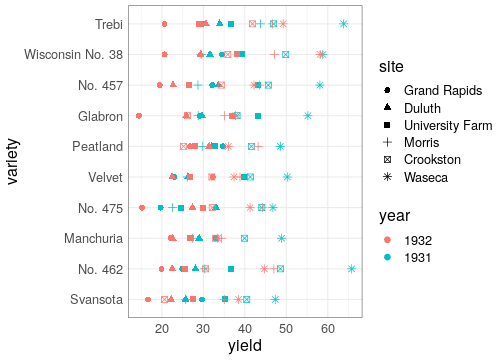 Trebi
Wisconsin No. 38
No. 457
Glabron
Peatland
Velvet
No. 475
Manchuria
No. 462
Svansota
variety
20
30
40
50
60
yield
site
Grand Rapids
Duluth
University Farm
Morris
Crookston
Waseca
year
1932
1931